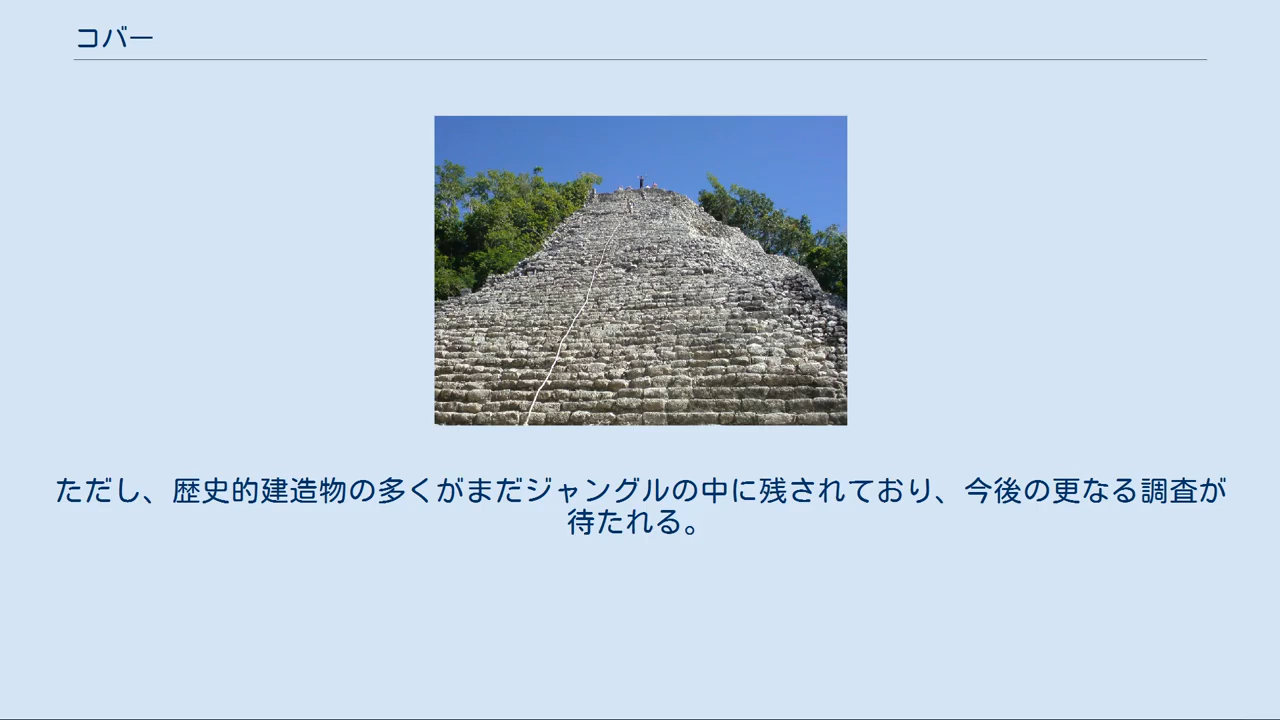 コバー
ただし、歴史的建造物の多くがまだジャングルの中に残されており、今後の更なる調査が
待たれる。